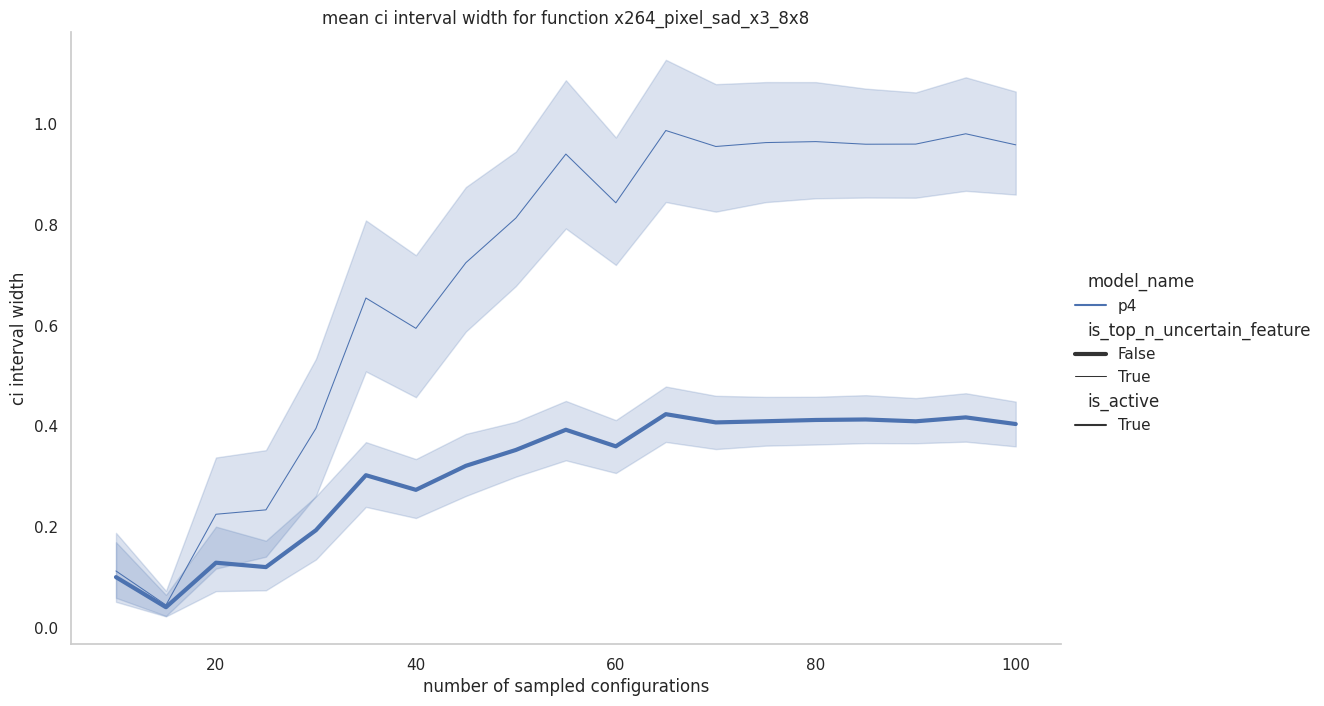 mean ci interval width for function x264_pixel_sad_x3_8x8
ci interval width
1.0
0.8
0.6
0.4
0.2
0.0
20
40
60
80
100
number of sampled configurations
model_name
p4
is_top_n_uncertain_feature
False
True
is_active
True